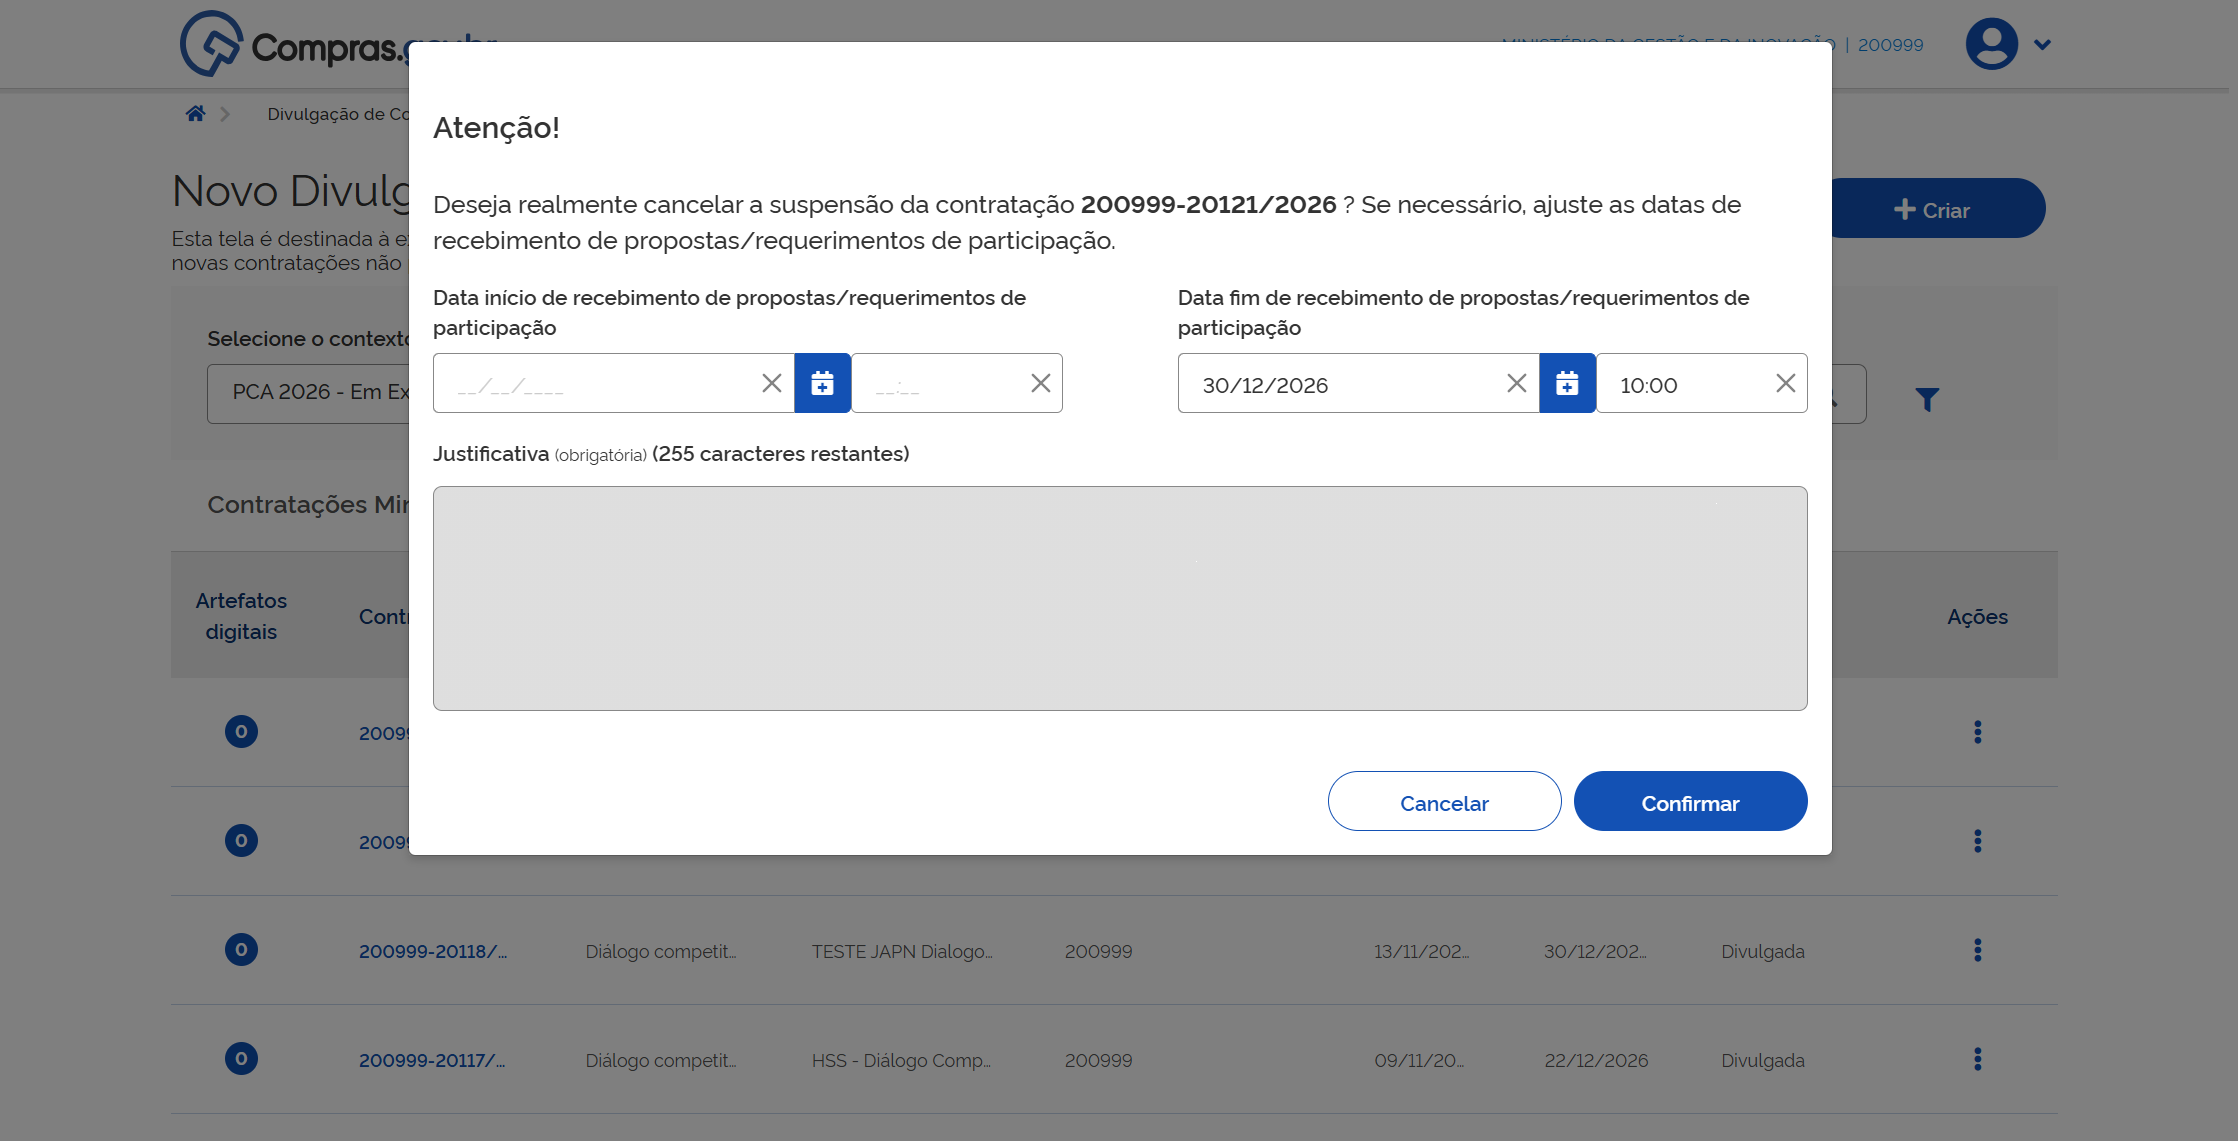 Compras.
200999
Divulgação de Co
Novo Divulg
Criar
Esta tela é destinada à e
novas contratações não
Atenção!
Deseja realmente cancelar a suspensão da contratação 200999-20121/2026 ? Se necessário, ajuste as datas de
recebimento de propostas/requerimentos de participação.
Data início de recebimento de propostas/requerimentos de
participação
Data fim de recebimento de propostas/requerimentos de
participação
__/__/____
__:__
30/12/2026
10:00
Justificativa (obrigatória) (255 caracteres restantes)
Cancelar
Confirmar
Selecione o contexto
PCA 2026 - Em Ex
Contratações Min
Artefatos
digitais
Contr
Ações
0
20099
0
20099
0 200999-20118/... Diálogo competit... TESTE JAPN Dialogo... 200999 13/11/202... 30/12/202... Divulgada
0 200999-20117/... Diálogo competit... HSS - Diálogo Comp... 200999 09/11/20... 22/12/2026 Divulgada